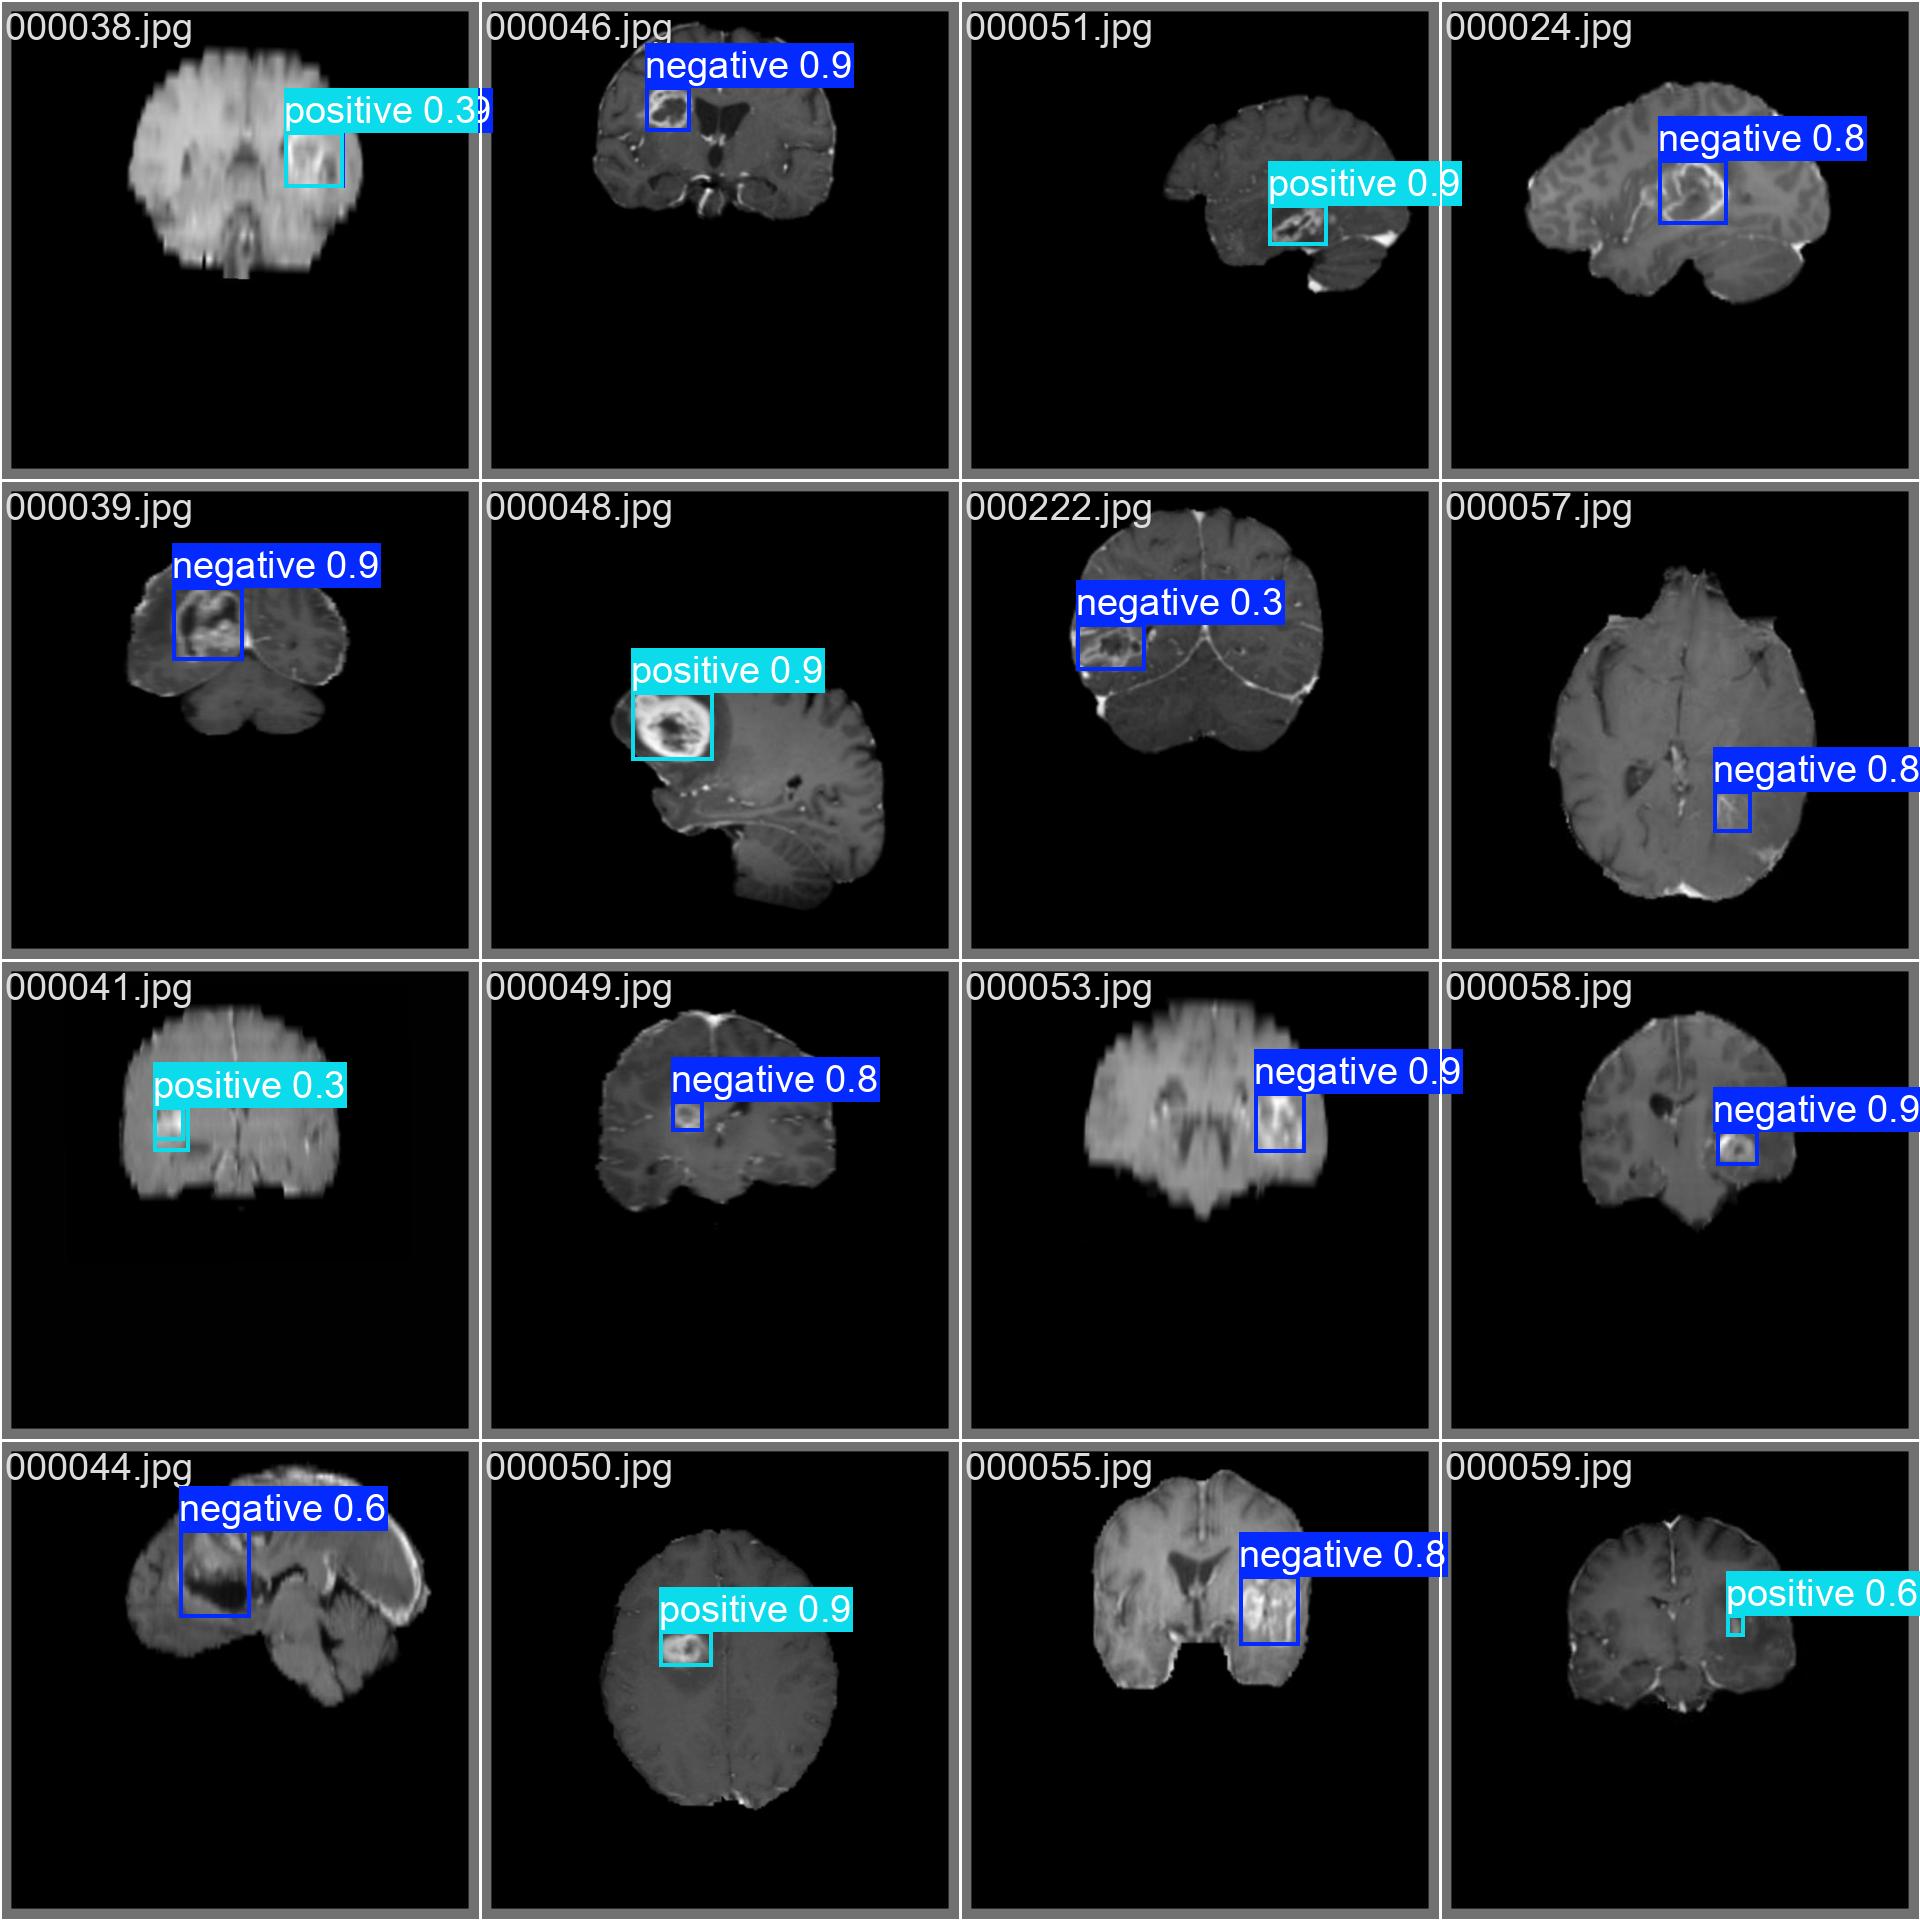 000038.jpg
positive 0.3
9
000046.jpg
negative 0.9
000051.jpg
positive 0.9
000024.jpg
negative 0.8
000039.jpg
negative 0.9
000048.jpg
positive 0.9
000222.jpg
negative 0.3
000057.jpg
negative 0.8
000041.jpg
positive 0.3
000049.jpg
negative 0.8
000053.jpg
negative 0.9
000058.jpg
negative 0.9
000044.jpg
negative 0.6
000050.jpg
positive 0.9
000055.jpg
negative 0.8
000059.jpg
positive 0.6